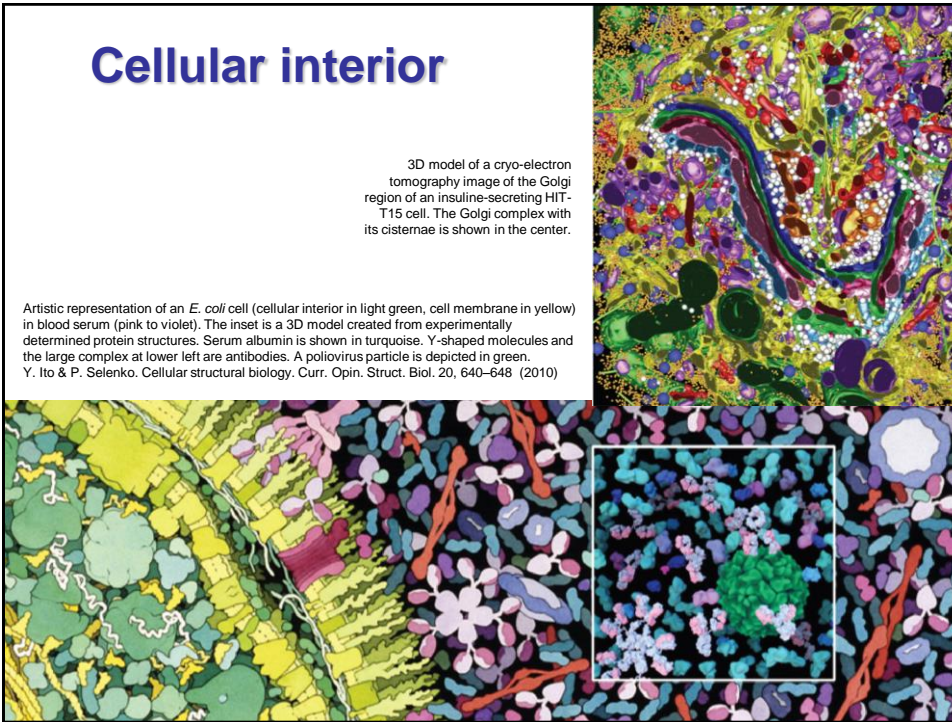 Cellular interior
3D model of a cryo-electron
tomography image of the Golgi
region of an insuline-secreting HIT-
T15 cell. The Golgi complex with
its cisternae is shown in the center.
Artistic representation of an E. coli cell (cellular interior in light green, cell membrane in yellow)
in blood serum (pink to violet). The inset is a 3D model created from experimentally
determined protein structures. Serum albumin is shown in turquoise. Y-shaped molecules and
the large complex at lower left are antibodies. A poliovirus particle is depicted in green.
Y. Ito & P. Selenko. Cellular structural biology. Curr. Opin. Struct. Biol. 20, 640–648 (2010)